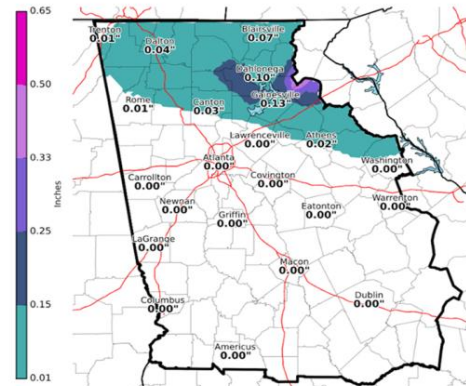 0.65
0.50
0.33
0.25
0.15
0.01
Inches
Trenton
0.01"
Dalton
0.04"
Blairsville
0.07"
Dahlonega
0.10"
Gainesville
0.13"
Rome
0.01"
Canton
0.03"
Lawrenceville
0.00"
Athens
0.02"
Atlanta
0.00"
Washington
0.00"
Carrollton
0.00"
Covington
0.00"
Newnan
0.00"
Griffin
0.00"
Eatonton
0.00"
Warrenton
0.00"
LaGrange
0.00"
Macon
0.00"
Columbus
0.00"
Dublin
0.00"
Americus
0.00"